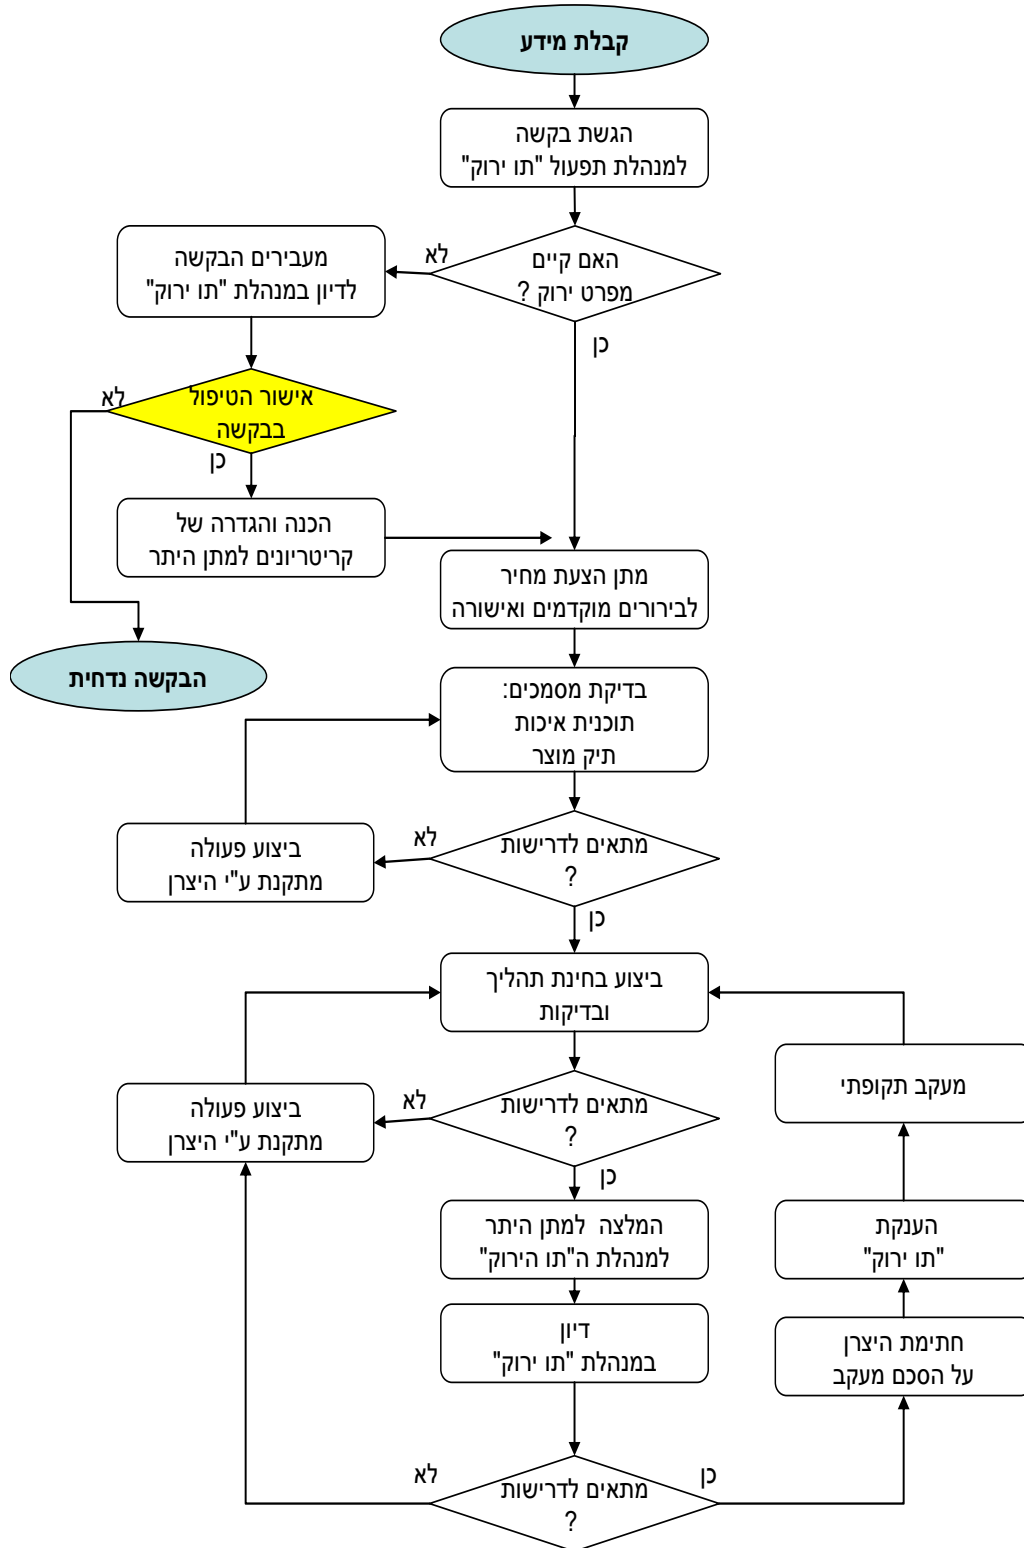 קבלת מידע
הגשת בקשה
למנהלת תפעול "תו ירוק"
האם קיים
מפרט ירוק ?
לא
כן
מעבירים הבקשה
לדיון במנהלת "תו ירוק"
אישור הטיפול
בבקשה
לא
כן
הכנה והגדרה של
קריטריונים למתן היתר
הבקשה נדחית
מתן הצעת מחיר
לבירורים מוקדמים ואישורה
בדיקת מסמכים:
תוכנית איכות
תיק מוצר
מתאים לדרישות
?
לא
כן
ביצוע פעולה
מתקנת ע"י היצרן
ביצוע בחינת תהליך
ובדיקות
מתאים לדרישות
?
לא
כן
ביצוע פעולה
מתקנת ע"י היצרן
המלצה למתן היתר
למנהלת ה"תו הירוק"
דיון
במנהלת "תו ירוק"
מתאים לדרישות
?
לא
כן
חתימת היצרן
על הסכם מעקב
הענקת
"תו ירוק"
מעקב תקופתי